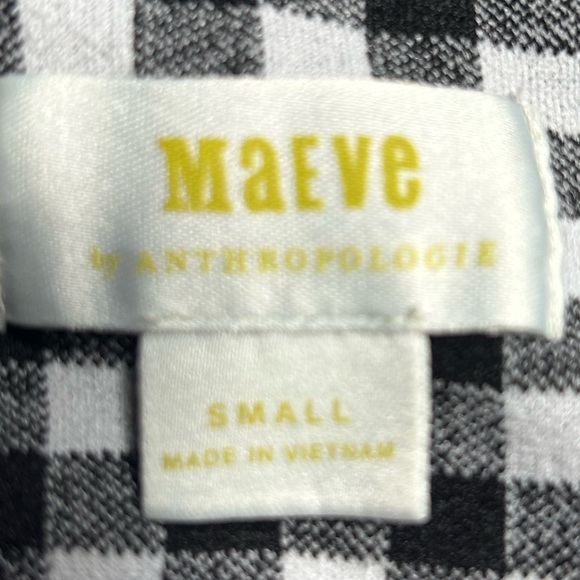 MaEVe
by ANTHROPOLOGIE
SMALL
MADE IN VIETNAM